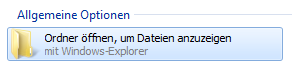 Allgemeine Optionen
Ordner öffnen, um Dateien anzuzeigen
mit Windows-Explorer